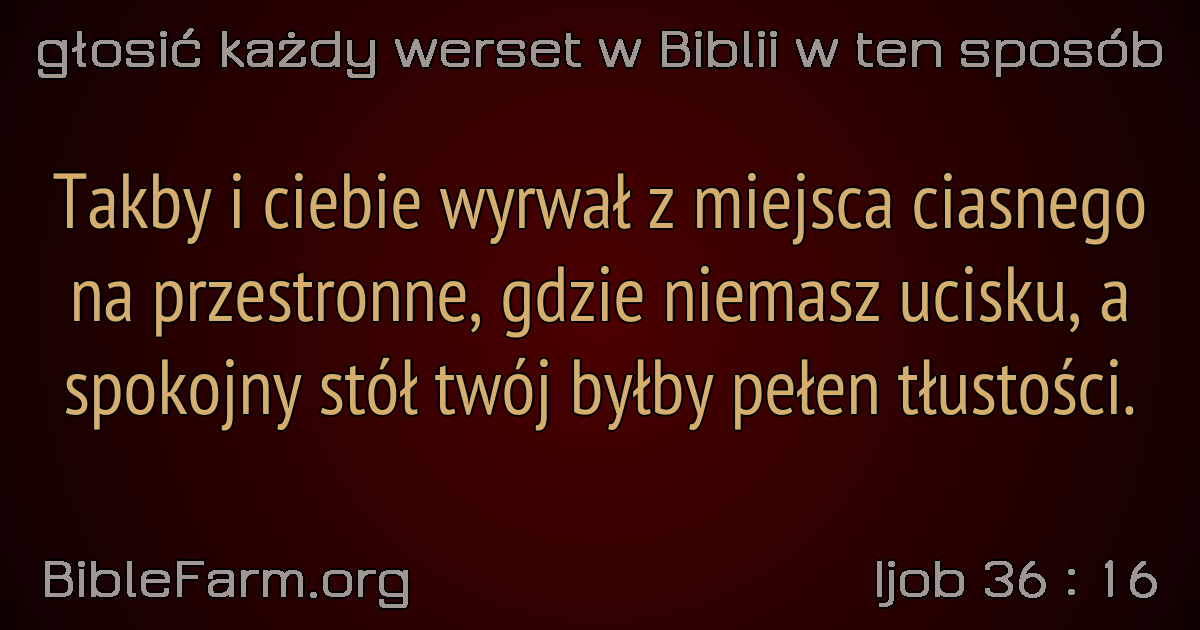 głosić każdy werset w Biblii w ten sposób
Takby i ciebie wyrwał z miejsca ciasnego
na przestronne, gdzie niemasz ucisku, a
spokojny stół twój byłby pełen tłustości.
BibleFarm.org
Ijob 36 : 16